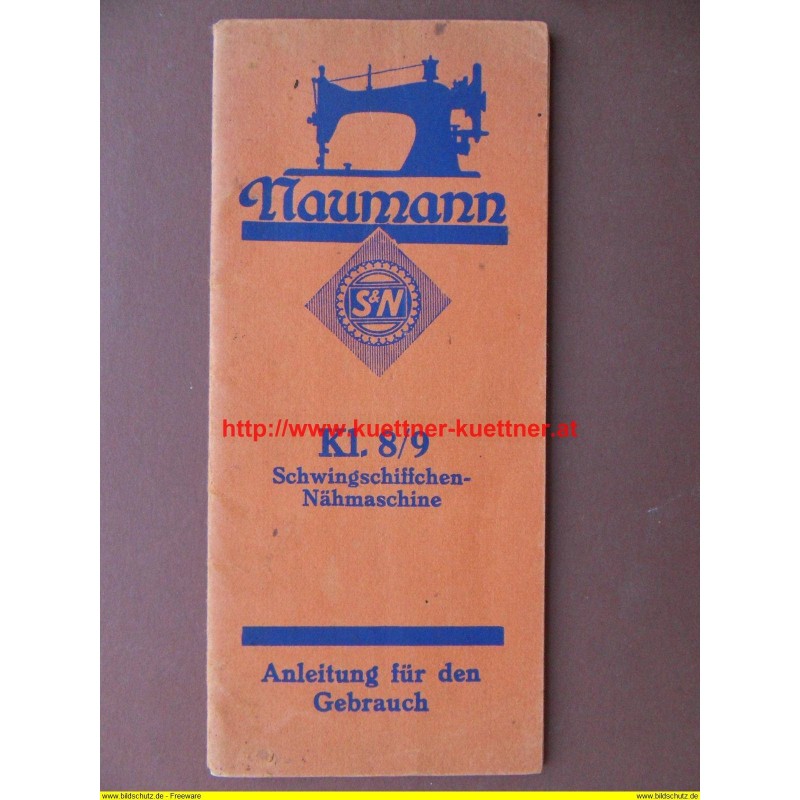 Naumann
S&N
http://www.kuettner-kuettner.at
Kl. 8/9
Schwingschiffchen-
Nähmaschine
Anleitung für den
Gebrauch
www.bildschutz.de - Freeware
www.bildschutz.de